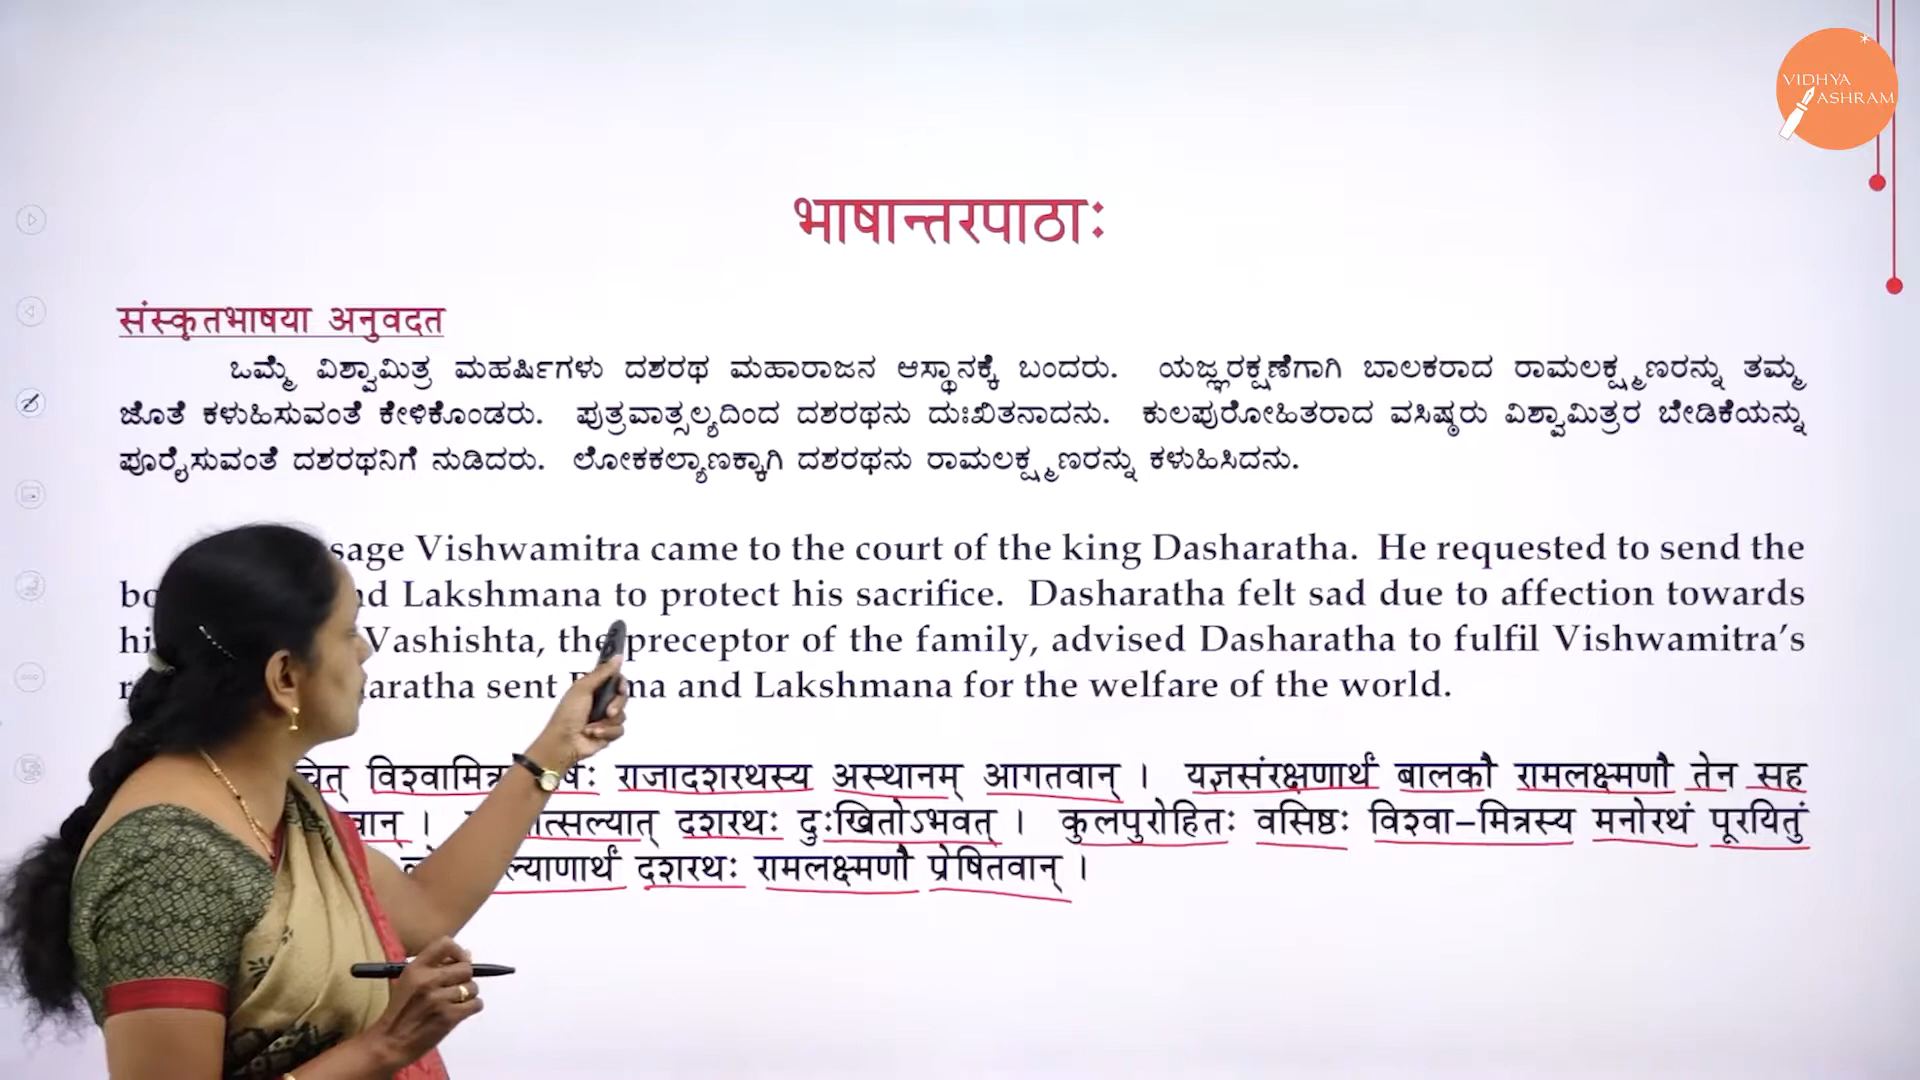 VIDHYA
ASHRAM
भाषान्तरपाठाः
संस्कृतभाषया अनुवदत
ಒಮ್ಮೆ ವಿಶ್ವಾಮಿತ್ರ ಮಹರ್ಷಿಗಳು ದಶರಥ ಮಹಾರಾಜನ ಆಸ್ಥಾನಕ್ಕೆ ಬಂದರು. ಯಜ್ಞರಕ್ಷಣೆಗಾಗಿ ಬಾಲಕರಾದ ರಾಮಲಕ್ಷ್ಮಣರನ್ನು ತಮ್ಮ
ಜೊತೆ ಕಳುಹಿಸುವಂತೆ ಕೇಳಿಕೊಂಡರು. ಪುತ್ರವಾತ್ಸಲ್ಯದಿಂದ ದಶರಥನು ದುಃಖಿತನಾದನು. ಕುಲಪುರೋಹಿತರಾದ ವಸಿಷ್ಠರು ವಿಶ್ವಾಮಿತ್ರರ ಬೇಡಿಕೆಯನ್ನು
ಪೂರೈಸುವಂತೆ ದಶರಥನಿಗೆ ನುಡಿದರು. ಲೋಕಕಲ್ಯಾಣಕ್ಕಾಗಿ ದಶರಥನು ರಾಮಲಕ್ಷ್ಮಣರನ್ನು ಕಳುಹಿಸಿದನು.
sage Vishwamitra came to the court of the king Dasharatha. He requested to send the
Lakshmana to protect his sacrifice. Dasharatha felt sad due to affection towards
Vashishta, the preceptor of the family, advised Dasharatha to fulfil Vishwamitra's
sent and Lakshmana for the welfare of the world.
राजादशरथस्य अस्थानम् आगतवान् । यज्ञसंरक्षणार्थं बालकौ रामलक्ष्मणौ तेन सह
दशरथः दुःखितोऽभवत् । कुलपुरोहितः वसिष्ठः विश्वा-मित्रस्य मनोरथं पूरयितुं
दशरथः रामलक्ष्मणौ प्रेषितवान् ।